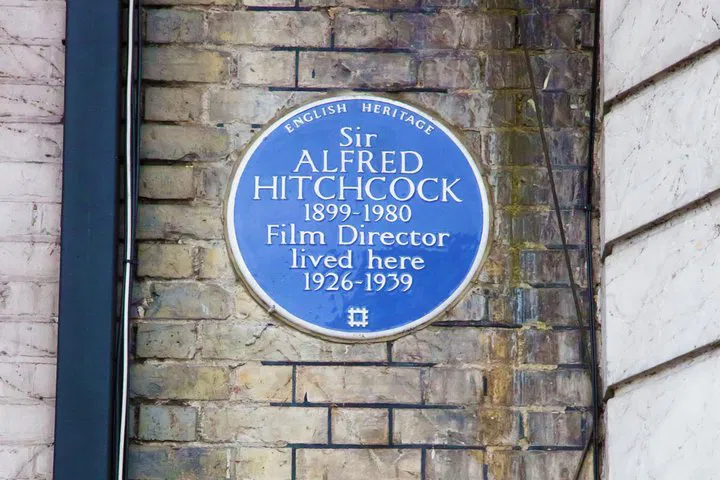 ENGLISH HERITAGE
Sir
ALFRED
HITCHCOCK
1899-1980
Film Director
lived here
1926-1939